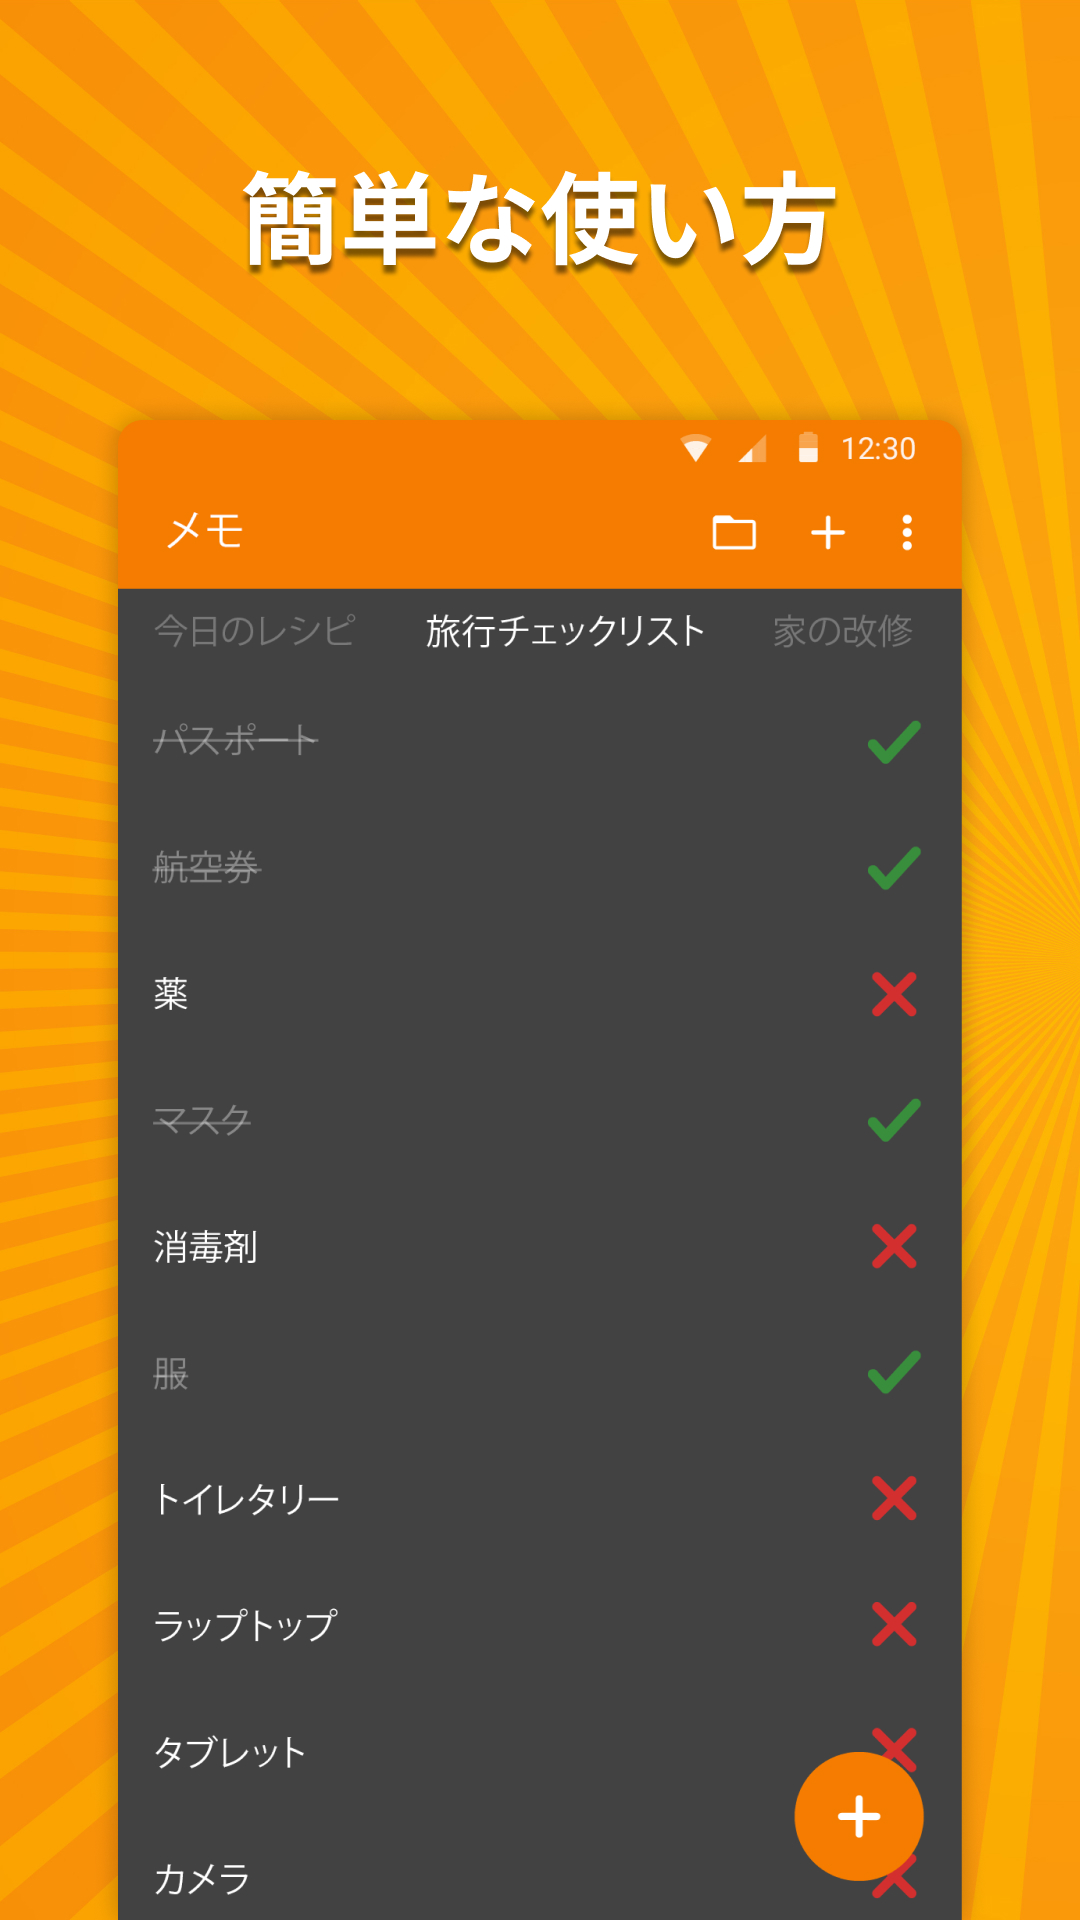 簡単な使い方
12:30
メモ
今日のレシピ 旅行チェックリスト 家の改修
パスポート
航空券
薬
マスク
消毒剤
服
トイレタリー
ラップトップ
タブレット
カメラ